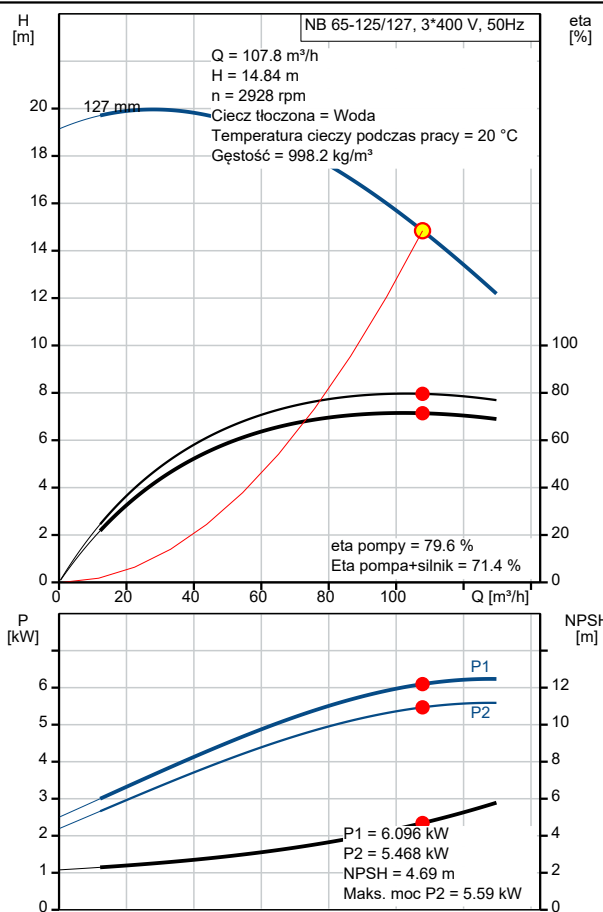 H
[m]
NB 65-125/127, 3*400 V, 50Hz
eta
[%]
Q = 107.8 m³/h
H = 14.84 m
n = 2928 rpm
Ciecz tłoczona = Woda
Temperatura cieczy podczas pracy = 20 °C
Gęstość = 998.2 kg/m³
127 mm
20
18
16
14
12
10
8
6
4
2
0
100
80
60
40
20
0
eta pompy = 79.6 %
Eta pompa+silnik = 71.4 %
0
20
40
60
80
100
Q [m³/h]
P
[kW]
NPSH
[m]
P1
P2
6
5
4
3
2
1
0
12
10
8
6
4
2
0
P1 = 6.096 kW
P2 = 5.468 kW
NPSH = 4.69 m
Maks. moc P2 = 5.59 kW